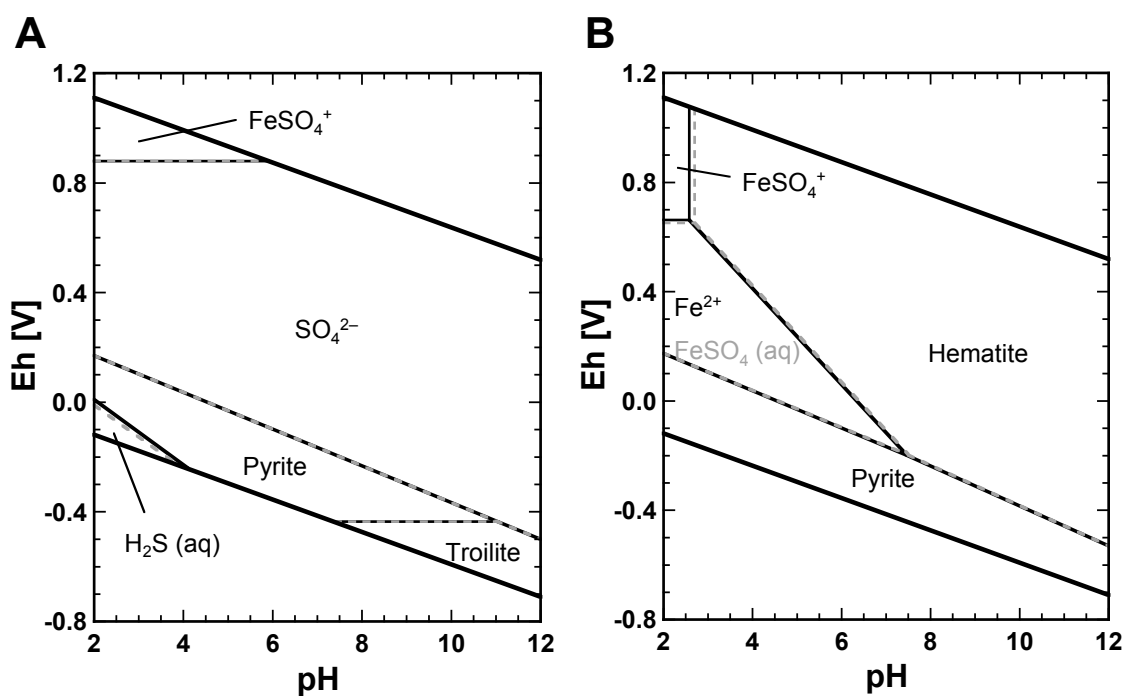 A
1.2
0.8
0.4
0.0
-0.4
-0.8
Eh [V]
FeSO₄⁺
SO₄²⁻
Pyrite
H₂S (aq)
Troilite
2 4 6 8 10 12
pH
B
1.2
0.8
0.4
0.0
-0.4
-0.8
Eh [V]
FeSO₄⁺
Fe²⁺
FeSO₄ (aq)
Hematite
Pyrite
2 4 6 8 10 12
pH